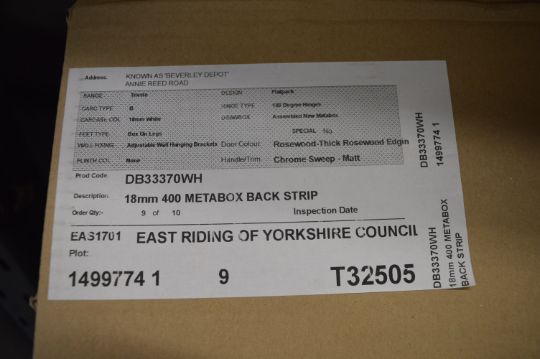 Address. KNOWN AS 'BEVERLEY DEPOT'
ANNIE REED ROAD
RANGE Trieste DESIGN Flatpack
CARC TYPE B HINGE TYPE 110 Degree Hinges
CARCASE COL 18mm White DRAWBOX Assembled New Metabox
FEET TYPE Box On Legs SPECIAL No
WALL FIXING Adjustable Wall Hanging Brackets Door Colour: Rosewood-Thick Rosewood Edgin
PLINTH COL None Handle/Trim Chrome Sweep - Matt
Prod Code: DB33370WH
Description: 18mm 400 METABOX BACK STRIP
Order Qty:- 9 of 10 Inspection Date
EAS1701 EAST RIDING OF YORKSHIRE COUNCIL
Plot:
1499774 1 9 T32505
DB33370WH
1499774 1
DB33370WH
18mm 400 METABOX
BACK STRIP